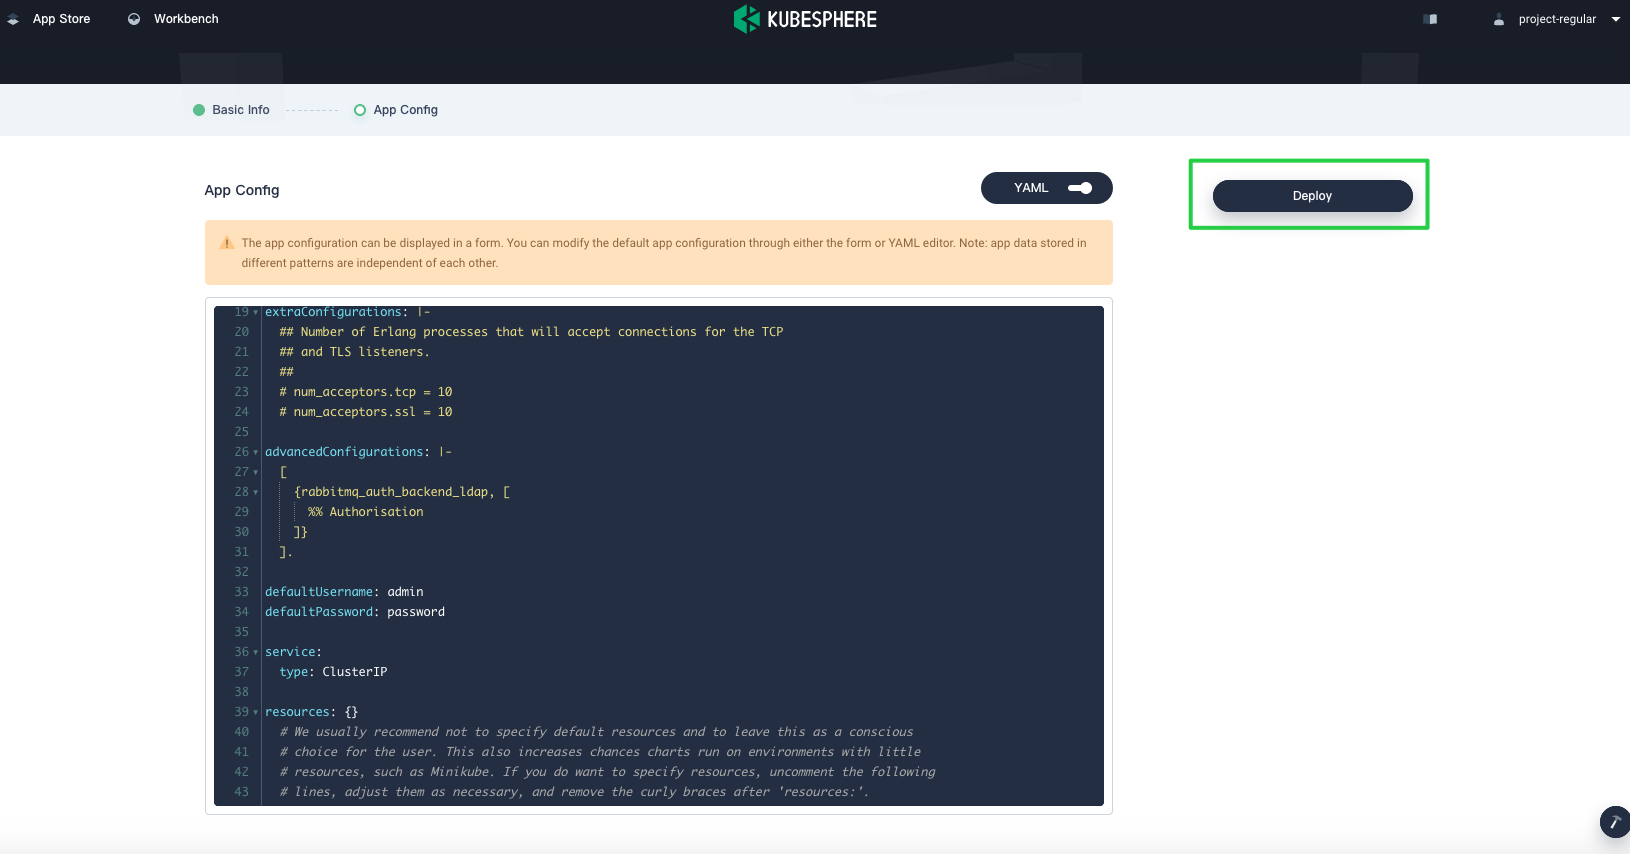 App Store
Workbench
KUBESPHERE
project-regular
Basic Info
App Config
App Config
YAML
Deploy
The app configuration can be displayed in a form. You can modify the default app configuration through either the form or YAML editor. Note: app data stored in
different patterns are independent of each other.
19 extraConfigurations: |-
20 ## Number of Erlang processes that will accept connections for the TCP
21 ## and TLS listeners.
22 ##
23 # num_acceptors.tcp = 10
24 # num_acceptors.ssl = 10
25
26 advancedConfigurations: |-
27 [
28 {rabbitmq_auth_backend_ldap, [
29 %% Authorisation
30 ]}
31 ].
32
33 defaultUsername: admin
34 defaultPassword: password
35
36 service:
37 type: ClusterIP
38
39 resources: {}
40 # We usually recommend not to specify default resources and to leave this as a conscious
41 # choice for the user. This also increases chances charts run on environments with little
42 # resources, such as Minikube. If you do want to specify resources, uncomment the following
43 # lines, adjust them as necessary, and remove the curly braces after 'resources:'.